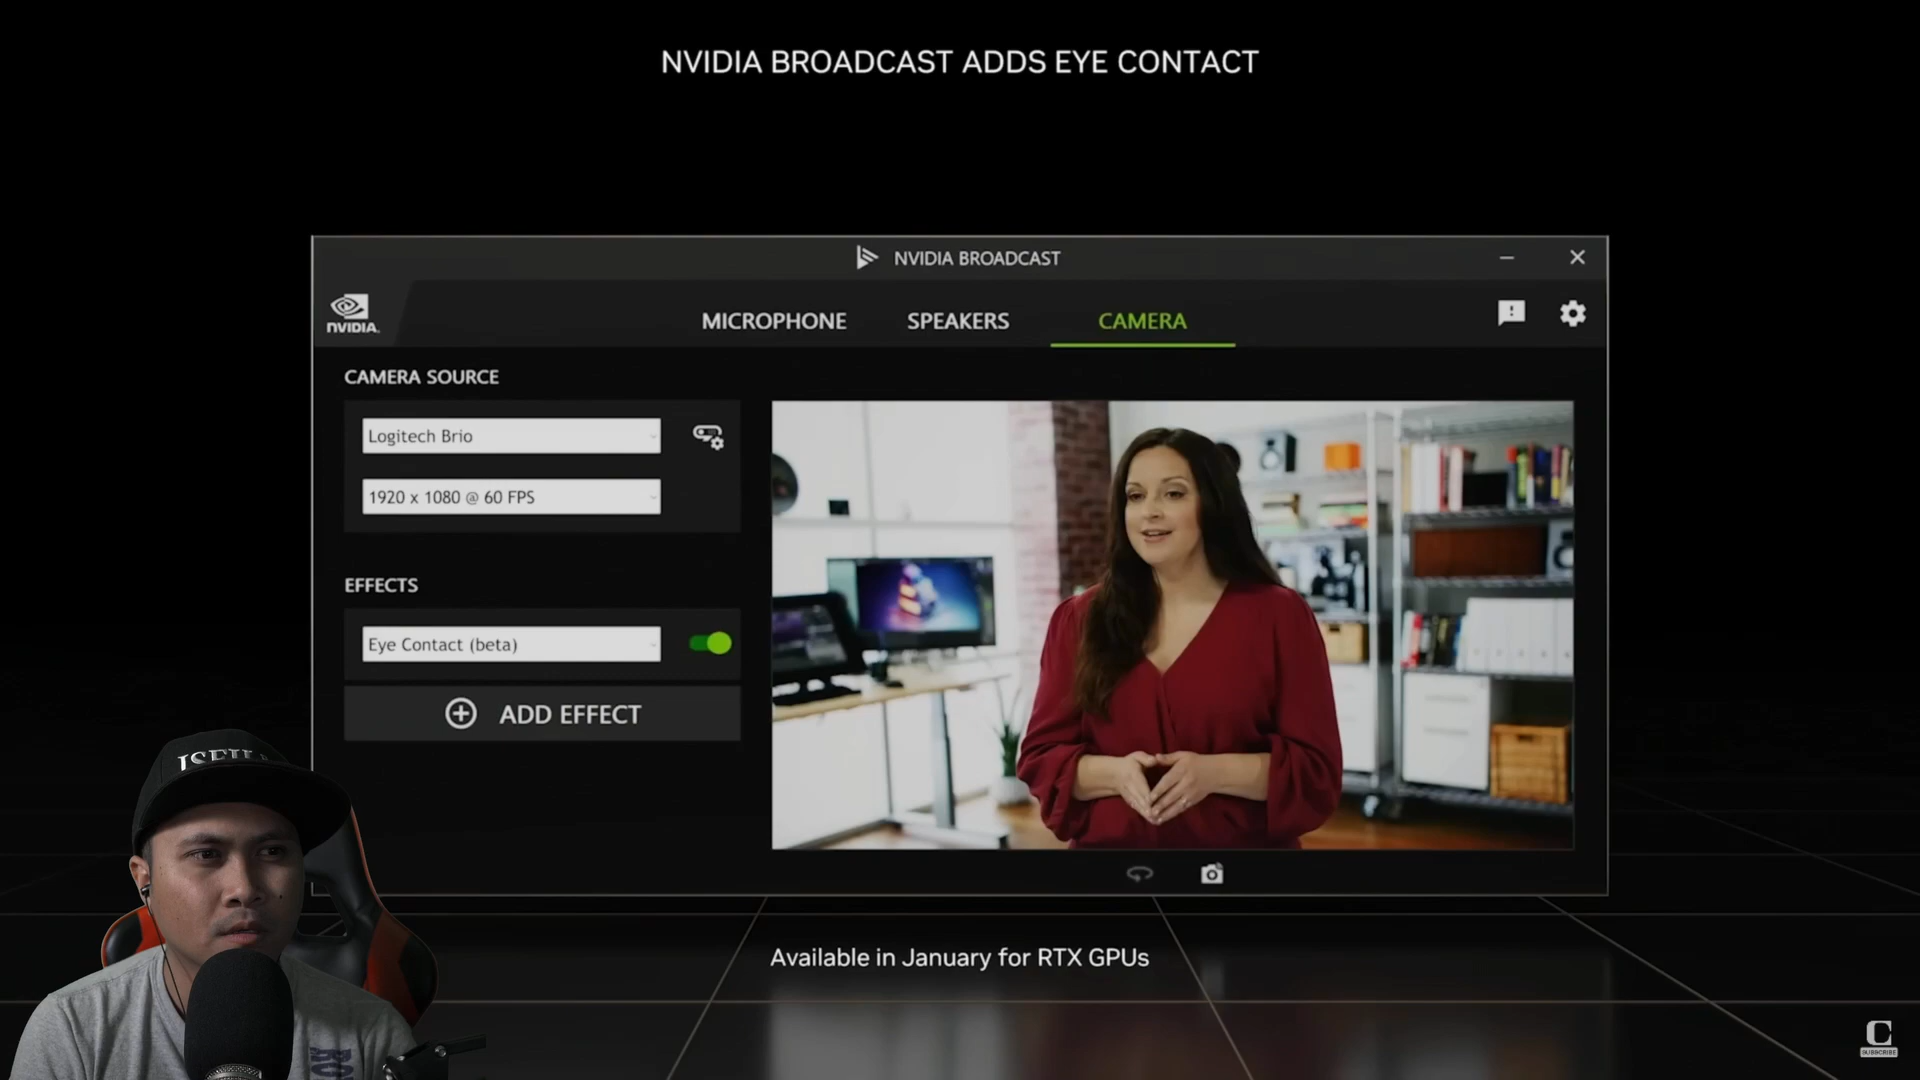 NVIDIA BROADCAST ADDS EYE CONTACT
NVIDIA BROADCAST
NVIDIA.
MICROPHONE
SPEAKERS
CAMERA
CAMERA SOURCE
Logitech Brio
1920 x 1080 @ 60 FPS
EFFECTS
Eye Contact (beta)
ADD EFFECT
Available in January for RTX GPUs
C
SUBSCRIBE